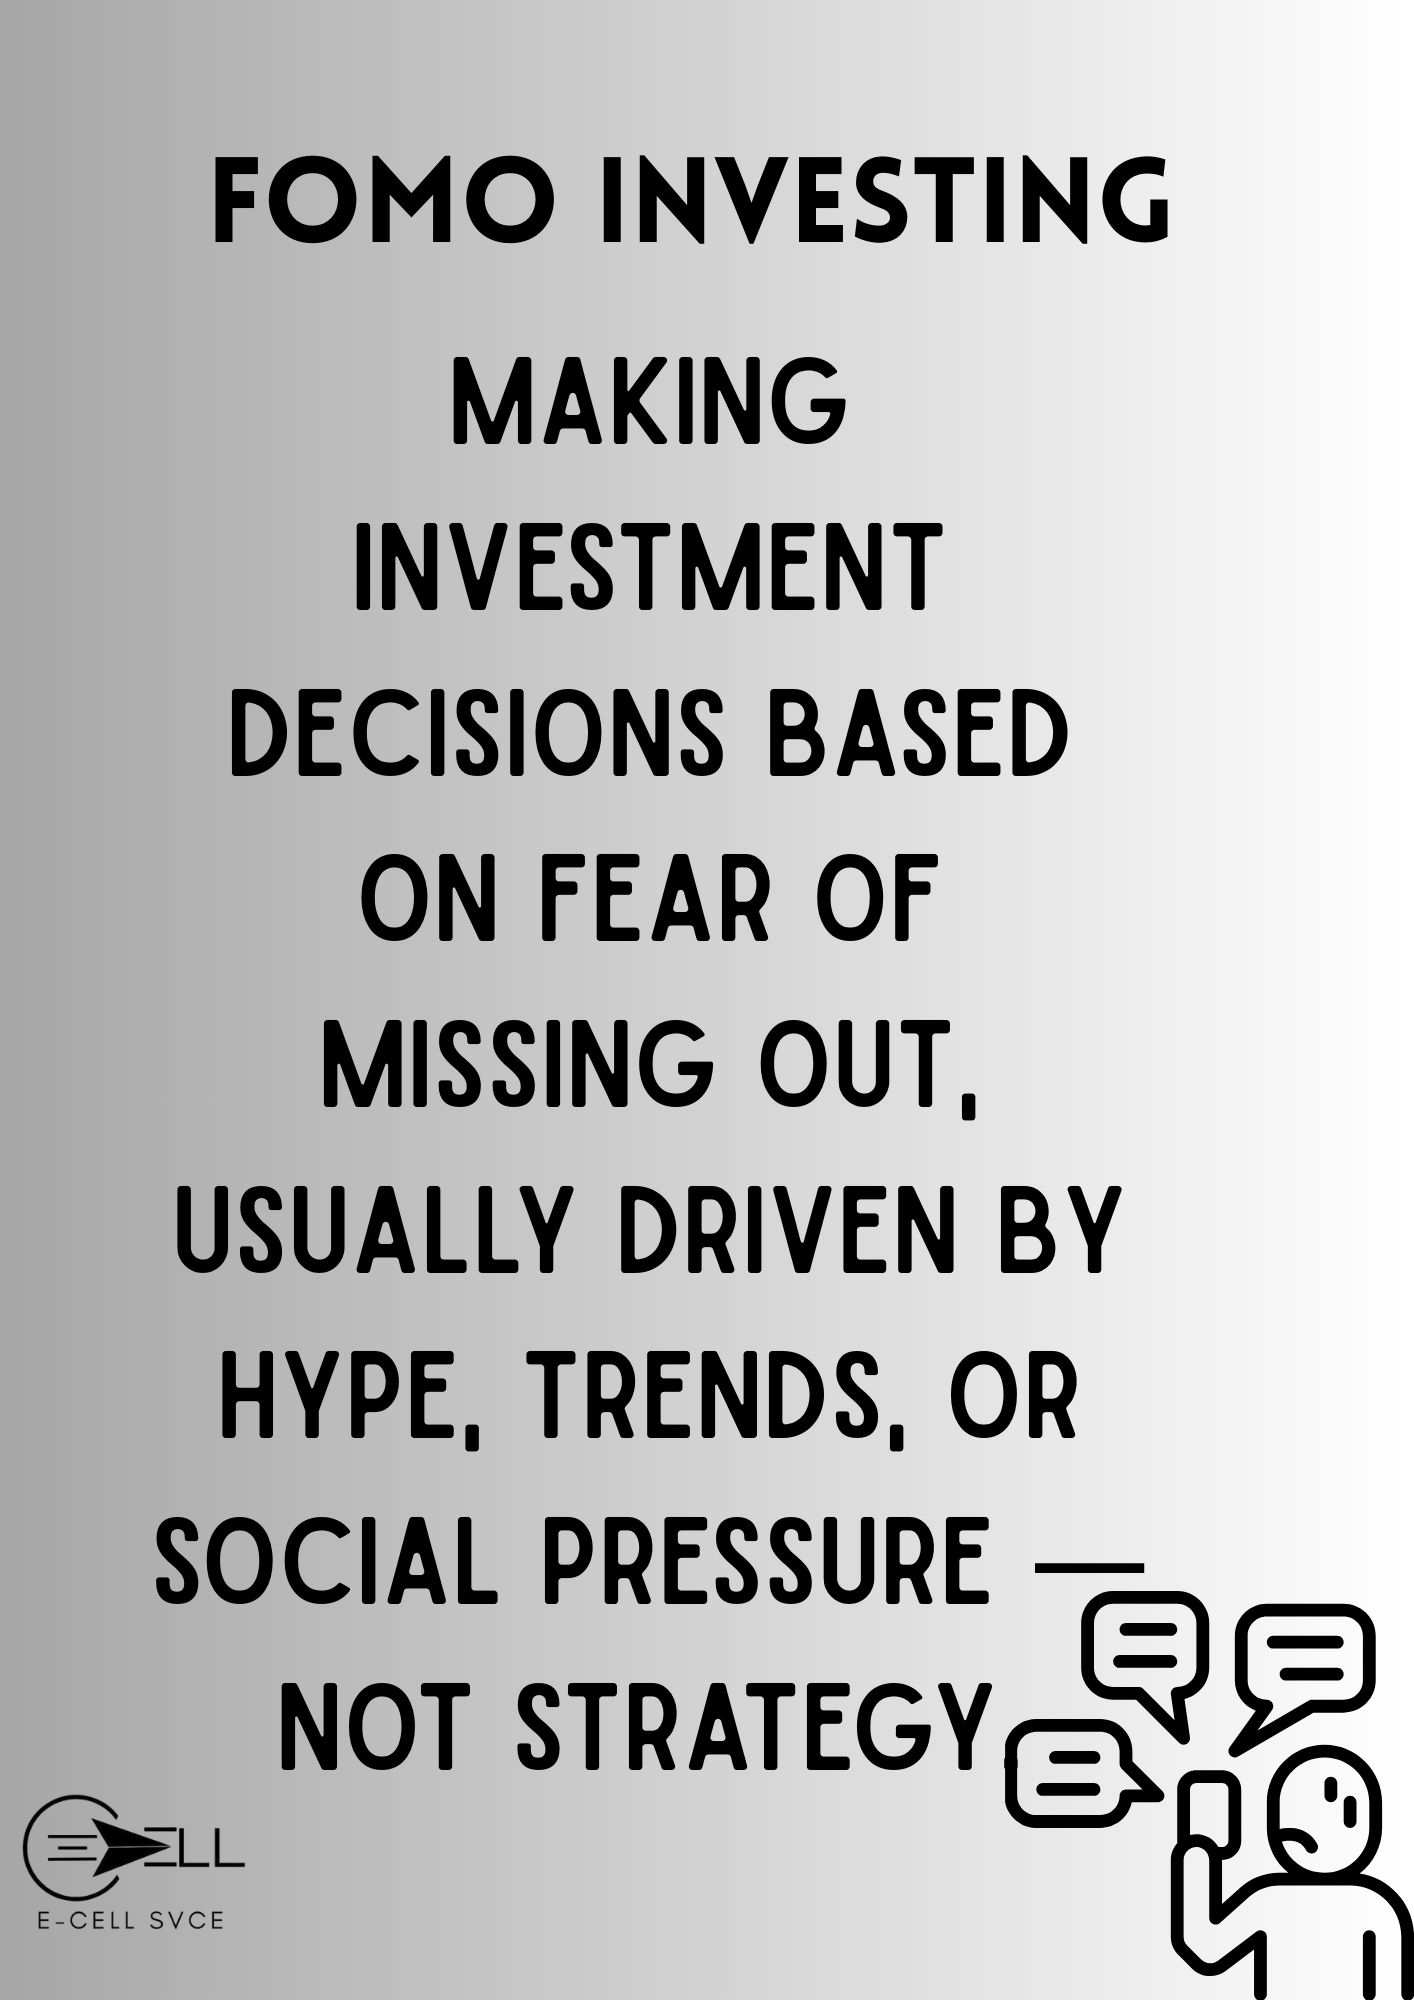 FOMO INVESTING
MAKING
INVESTMENT
DECISIONS BASED
ON FEAR OF
MISSING OUT,
USUALLY DRIVEN BY
HYPE, TRENDS, OR
SOCIAL PRESSURE —
NOT STRATEGY
ECELL
E-CELL SVCE